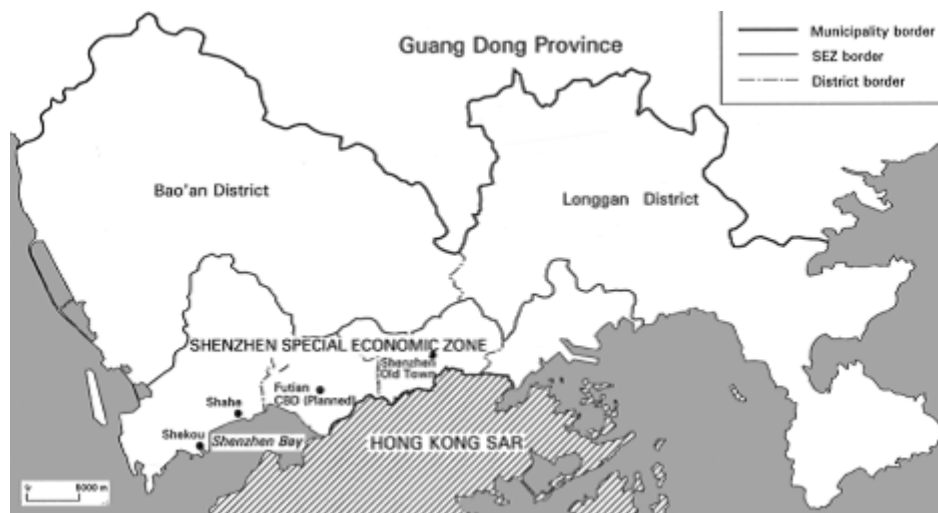 Guang Dong Province
Municipality border
SEZ border
District border
Bao'an District
Longgan District
SHENZHEN SPECIAL ECONOMIC ZONE
Shenzhen
Old Town
Futian
CBD (Planned)
Shahe
Shekou
Shenzhen Bay
HONG KONG SAR